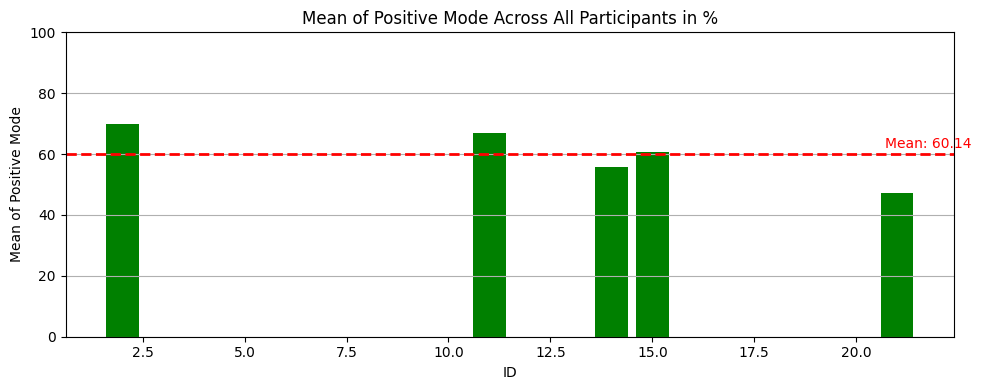 Mean of Positive Mode Across All Participants in %
Mean of Positive Mode
100
80
60
40
20
0
Mean: 60.14
2.5 5.0 7.5 10.0 12.5 15.0 17.5 20.0
ID